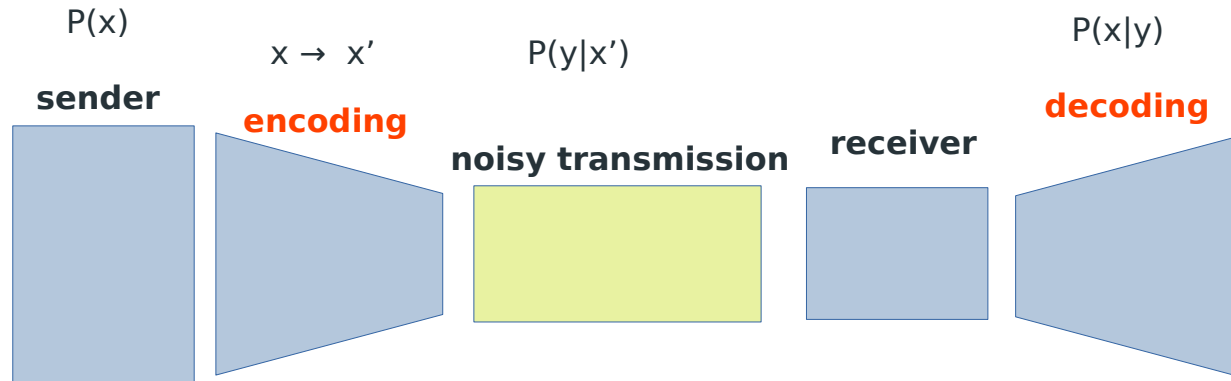 P(x)
x → x’
P(y|x’)
P(x|y)
sender
encoding
noisy transmission
receiver
decoding